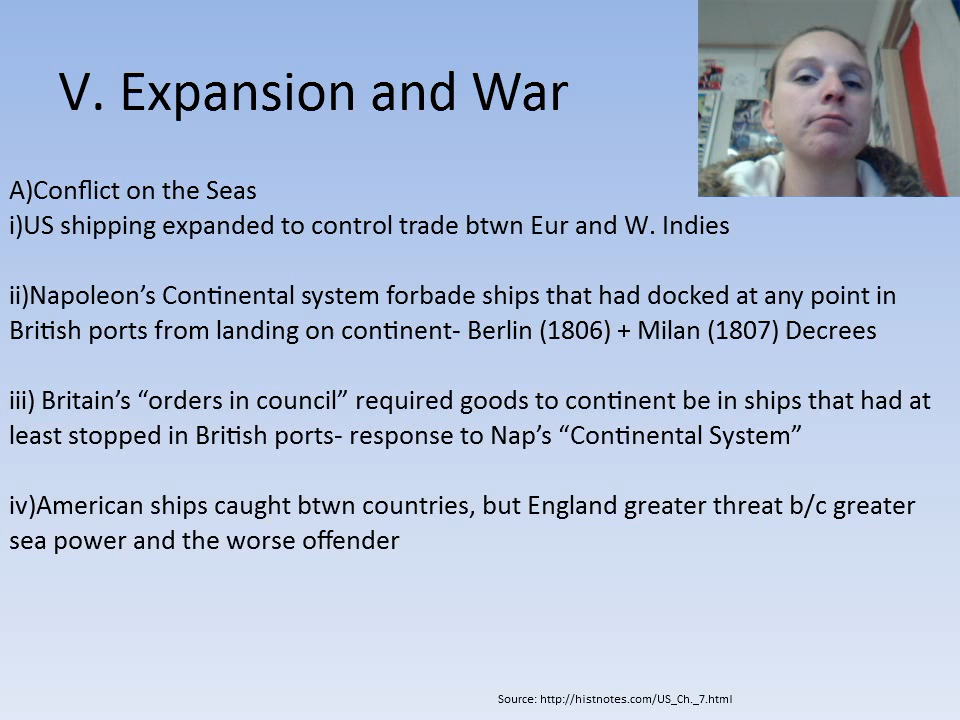 V. Expansion and War
A)Conflict on the Seas
i)US shipping expanded to control trade btwn Eur and W. Indies
ii)Napoleon’s Continental system forbade ships that had docked at any point in
British ports from landing on continent- Berlin (1806) + Milan (1807) Decrees
iii) Britain’s “orders in council” required goods to continent be in ships that had at
least stopped in British ports- response to Nap’s “Continental System”
iv)American ships caught btwn countries, but England greater threat b/c greater
sea power and the worse offender
Source: http://histnotes.com/US_Ch._7.html